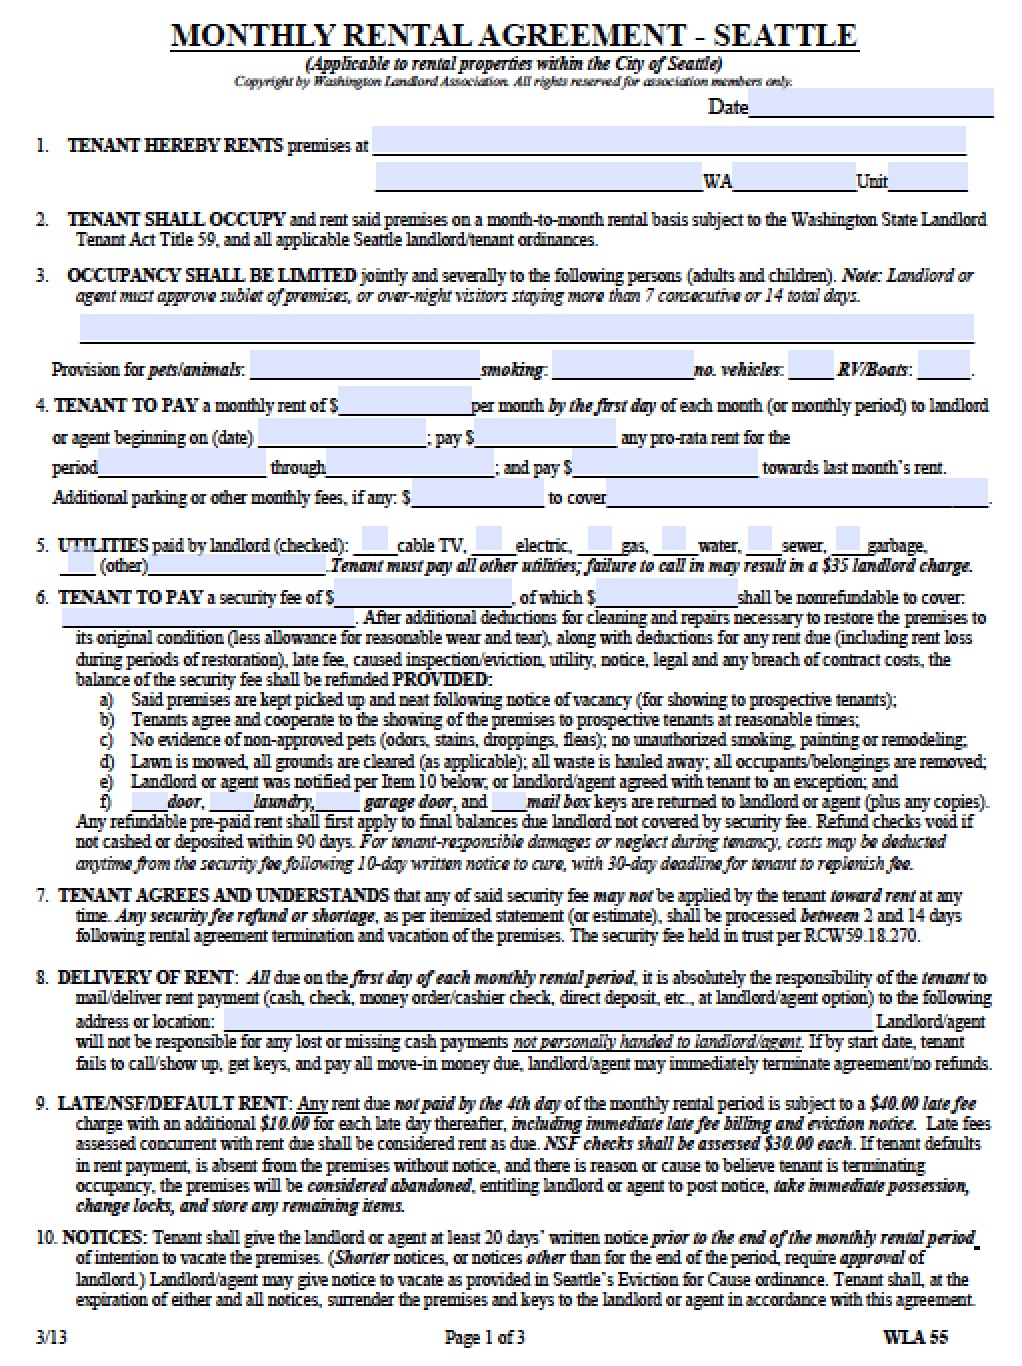 MONTHLY RENTAL AGREEMENT - SEATTLE
(Applicable to rental properties within the City of Seattle)
Copyright by Washington Landlord Association. All rights reserved for association members only.
Date
1. TENANT HEREBY RENTS premises at
WA Unit
2. TENANT SHALL OCCUPY and rent said premises on a month-to-month rental basis subject to the Washington State Landlord
Tenant Act Title 59, and all applicable Seattle landlord/tenant ordinances.
3. OCCUPANCY SHALL BE LIMITED jointly and severally to the following persons (adults and children). Note: Landlord or
agent must approve sublet of premises, or over-night visitors staying more than 7 consecutive or 14 total days.
Provision for pets/animals: smoking: no. vehicles: RV/Boats: .
4. TENANT TO PAY a monthly rent of $ per month by the first day of each month (or monthly period) to landlord
or agent beginning on (date) ; pay $ any pro-rata rent for the
period through ; and pay $ towards last month's rent.
Additional parking or other monthly fees, if any: $ to cover .
5. UTILITIES paid by landlord (checked): cable TV, electric, gas, water, sewer, garbage,
(other) . Tenant must pay all other utilities; failure to call in may result in a $35 landlord charge.
6. TENANT TO PAY a security fee of $ , of which $ shall be nonrefundable to cover:
. After additional deductions for cleaning and repairs necessary to restore the premises to
its original condition (less allowance for reasonable wear and tear), along with deductions for any rent due (including rent loss
during periods of restoration), late fee, caused inspection/eviction, utility, notice, legal and any breach of contract costs, the
balance of the security fee shall be refunded PROVIDED:
a) Said premises are kept picked up and neat following notice of vacancy (for showing to prospective tenants);
b) Tenants agree and cooperate to the showing of the premises to prospective tenants at reasonable times;
c) No evidence of non-approved pets (odors, stains, droppings, fleas); no unauthorized smoking, painting or remodeling;
d) Lawn is mowed, all grounds are cleared (as applicable); all waste is hauled away; all occupants/belongings are removed;
e) Landlord or agent was notified per Item 10 below; or landlord/agent agreed with tenant to an exception; and
f) door, laundry, garage door, and mail box keys are returned to landlord or agent (plus any copies).
Any refundable pre-paid rent shall first apply to final balances due landlord not covered by security fee. Refund checks void if
not cashed or deposited within 90 days. For tenant-responsible damages or neglect during tenancy, costs may be deducted
anytime from the security fee following 10-day written notice to cure, with 30-day deadline for tenant to replenish fee.
7. TENANT AGREES AND UNDERSTANDS that any of said security fee may not be applied by the tenant toward rent at any
time. Any security fee refund or shortage, as per itemized statement (or estimate), shall be processed between 2 and 14 days
following rental agreement termination and vacation of the premises. The security fee held in trust per RCW59.18.270.
8. DELIVERY OF RENT: All due on the first day of each monthly rental period, it is absolutely the responsibility of the tenant to
mail/deliver rent payment (cash, check, money order/cashier check, direct deposit, etc., at landlord/agent option) to the following
address or location: Landlord/agent
will not be responsible for any lost or missing cash payments not personally handed to landlord/agent. If by start date, tenant
fails to call/show up, get keys, and pay all move-in money due, landlord/agent may immediately terminate agreement/no refunds.
9. LATE/NSF/DEFAULT RENT: Any rent due not paid by the 4th day of the monthly rental period is subject to a $40.00 late fee
charge with an additional $10.00 for each late day thereafter, including immediate late fee billing and eviction notice. Late fees
assessed concurrent with rent due shall be considered rent as due. NSF checks shall be assessed $30.00 each. If tenant defaults
in rent payment, is absent from the premises without notice, and there is reason or cause to believe tenant is terminating
occupancy, the premises will be considered abandoned, entitling landlord or agent to post notice, take immediate possession,
change locks, and store any remaining items.
10. NOTICES: Tenant shall give the landlord or agent at least 20 days' written notice prior to the end of the monthly rental period
of intention to vacate the premises. (Shorter notices, or notices other than for the end of the period, require approval of
landlord.) Landlord/agent may give notice to vacate as provided in Seattle's Eviction for Cause ordinance. Tenant shall, at the
expiration of either and all notices, surrender the premises and keys to the landlord or agent in accordance with this agreement.
3/13 Page 1 of 3 WLA 55